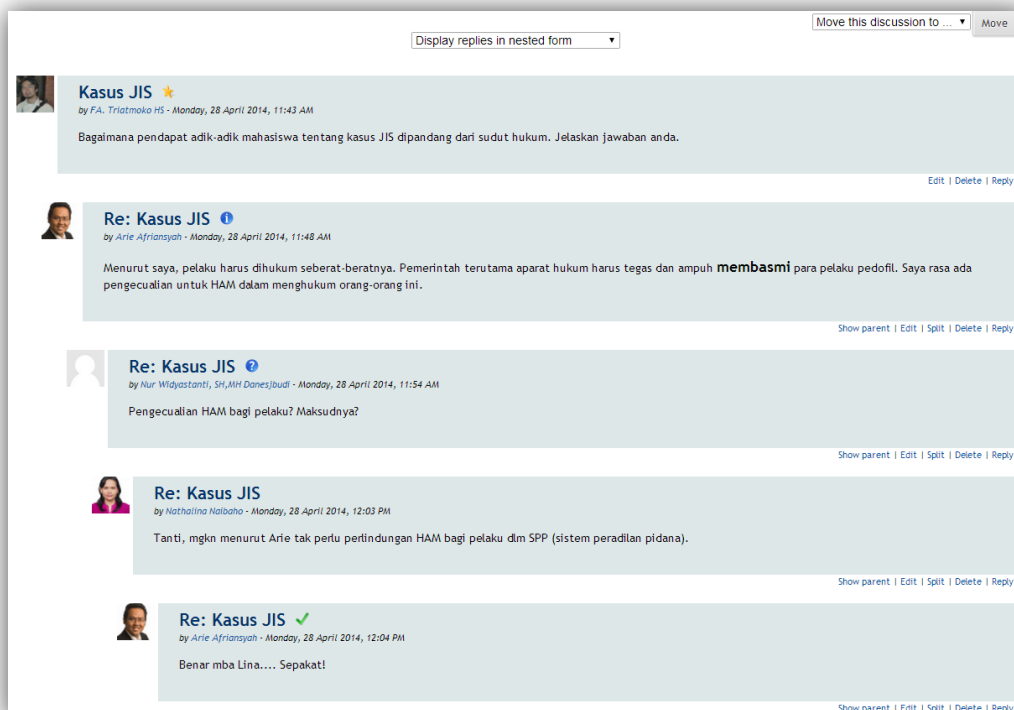 Move this discussion to ...
Move
Display replies in nested form
Kasus JIS
by FA. Triatmoko HS - Monday, 28 April 2014, 11:43 AM
Bagaimana pendapat adik-adik mahasiswa tentang kasus JIS dipandang dari sudut hukum. Jelaskan jawaban anda.
Edit | Delete | Reply
Re: Kasus JIS
by Arie Afriansyah - Monday, 28 April 2014, 11:48 AM
Menurut saya, pelaku harus dihukum seberat-beratnya. Pemerintah terutama aparat hukum harus tegas dan ampuh membasmi para pelaku pedofil. Saya rasa ada
pengecualian untuk HAM dalam menghukum orang-orang ini.
Show parent | Edit | Split | Delete | Reply
Re: Kasus JIS
by Nur Widyastanti, SH,MH Danesjbudi - Monday, 28 April 2014, 11:54 AM
Pengecualian HAM bagi pelaku? Maksudnya?
Show parent | Edit | Split | Delete | Reply
Re: Kasus JIS
by Nathalina Naibaho - Monday, 28 April 2014, 12:03 PM
Tanti, mgkn menurut Arie tak perlu perlindungan HAM bagi pelaku dlm SPP (sistem peradilan pidana).
Show parent | Edit | Split | Delete | Reply
Re: Kasus JIS
by Arie Afriansyah - Monday, 28 April 2014, 12:04 PM
Benar mba Lina.... Sepakat!
Show parent | Edit | Split | Delete | Reply